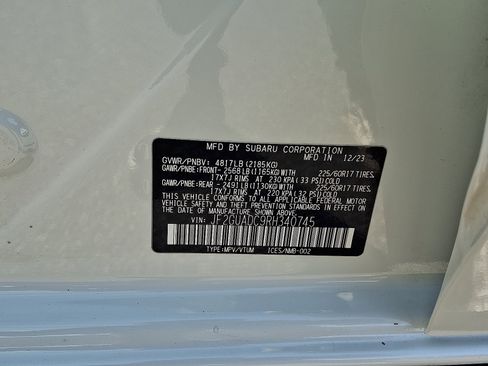 MFD BY SUBARU CORPORATION
GVWR/PNBV: 4817LB(2185KG) MFD IN 12/23
GAWR/PNBE:FRONT- 2568LB(1165KG)WITH 225/60R17 TIRES,
17X7J RIMS AT 230 KPA(33 PSI)COLD
GAWR/PNBE:REAR -2491LB(1130KG)WITH 225/60R17 TIRES,
17X7J RIMS AT 220 KPA(32 PSI)COLD
THIS VEHICLE CONFORMS TO ALL APPLICABLE FEDERAL
MOTOR VEHICLE SAFETY, BUMPER, AND THEFT PREVENTION
STANDARDS IN EFFECT ON THE DATE OF MANUFACTURE SHOWN ABOVE.
VIN: JF2GUADC9RH340745
TYPE:MPV/VTUM ICES/NMB-002